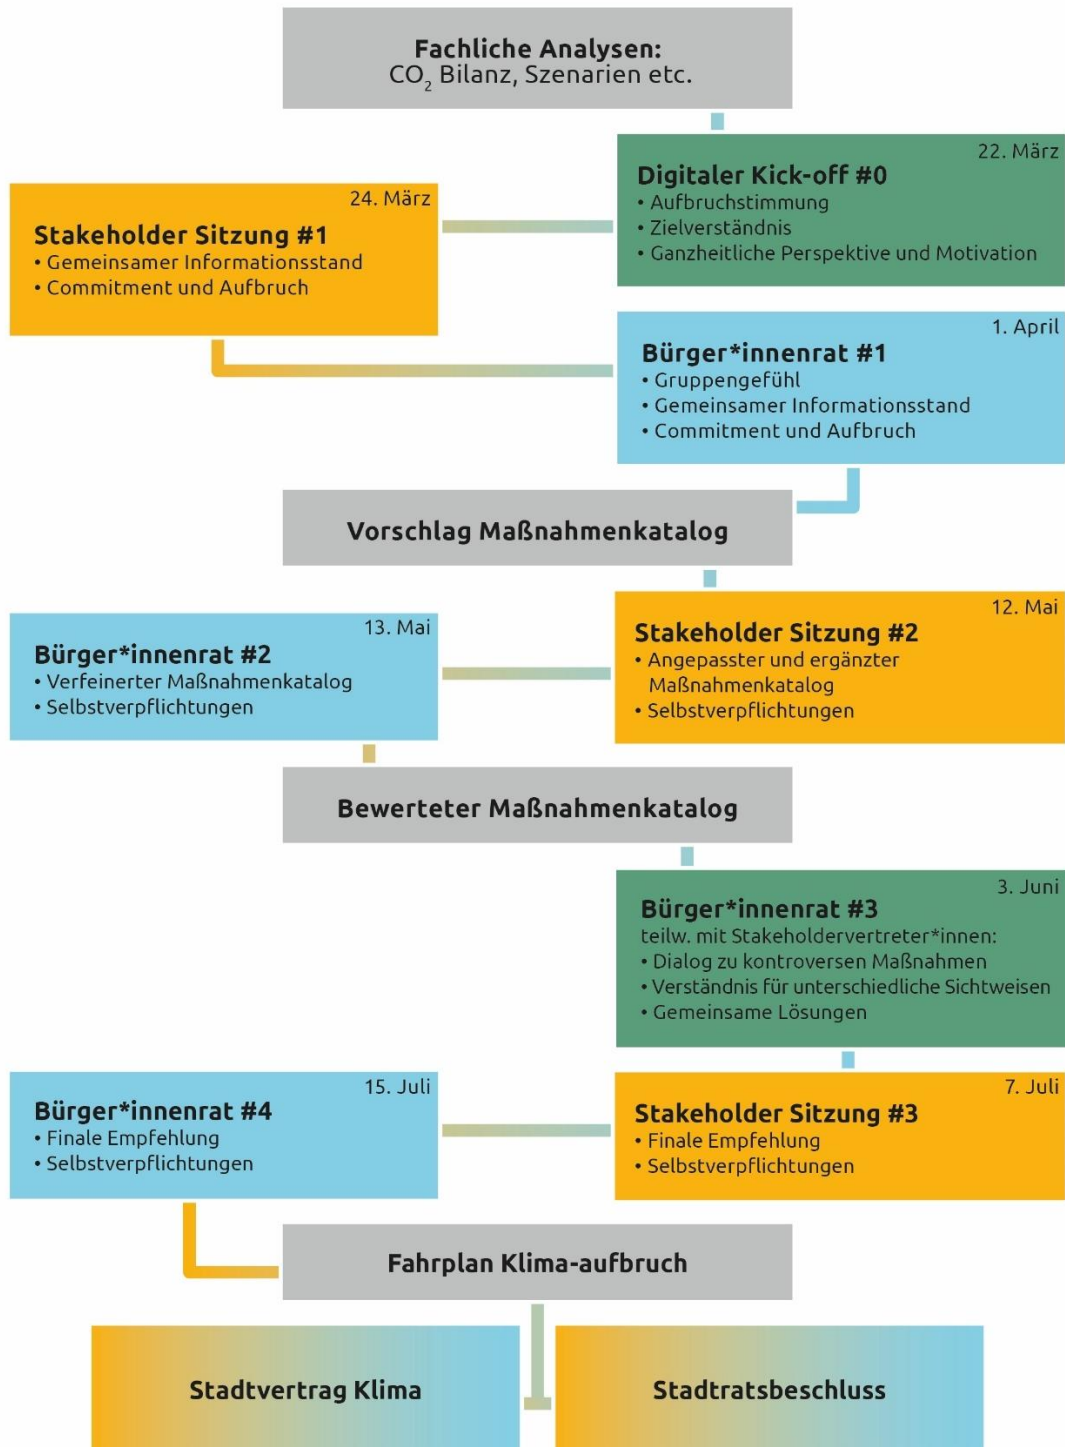 Fachliche Analysen:
CO₂ Bilanz, Szenarien etc.
22. März
Digitaler Kick-off #0
• Aufbruchstimmung
• Zielverständnis
• Ganzheitliche Perspektive und Motivation
24. März
Stakeholder Sitzung #1
• Gemeinsamer Informationsstand
• Commitment und Aufbruch
1. April
Bürger*innenrat #1
• Gruppengefühl
• Gemeinsamer Informationsstand
• Commitment und Aufbruch
Vorschlag Maßnahmenkatalog
12. Mai
Stakeholder Sitzung #2
• Angepasster und ergänzter
Maßnahmenkatalog
• Selbstverpflichtungen
13. Mai
Bürger*innenrat #2
• Verfeinerter Maßnahmenkatalog
• Selbstverpflichtungen
Bewerteter Maßnahmenkatalog
3. Juni
Bürger*innenrat #3
teilw. mit Stakeholdervertreter*innen:
• Dialog zu kontroversen Maßnahmen
• Verständnis für unterschiedliche Sichtweisen
• Gemeinsame Lösungen
7. Juli
Stakeholder Sitzung #3
• Finale Empfehlung
• Selbstverpflichtungen
15. Juli
Bürger*innenrat #4
• Finale Empfehlung
• Selbstverpflichtungen
Fahrplan Klima-aufbruch
Stadtvertrag Klima
Stadtratsbeschluss